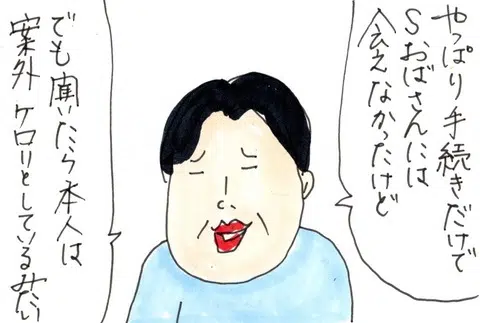 やっぱり手続きだけで
Sおばさんには
会えなかったけど
でも聞いたら本人は
案外ケロリとしているみたい